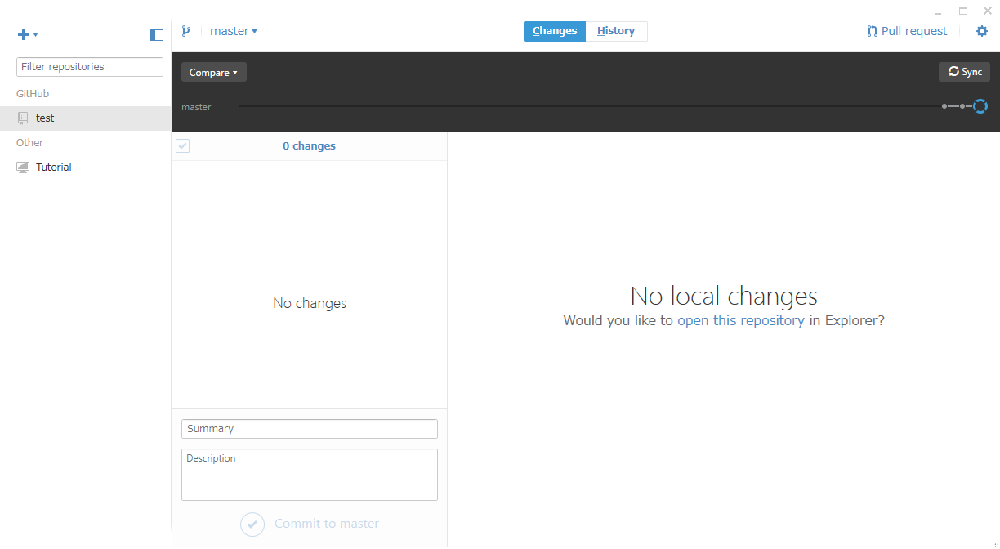 master
Changes
History
Pull request
Filter repositories
GitHub
test
Other
Tutorial
Compare
Sync
master
0 changes
No changes
No local changes
Would you like to open this repository in Explorer?
Summary
Description
Commit to master